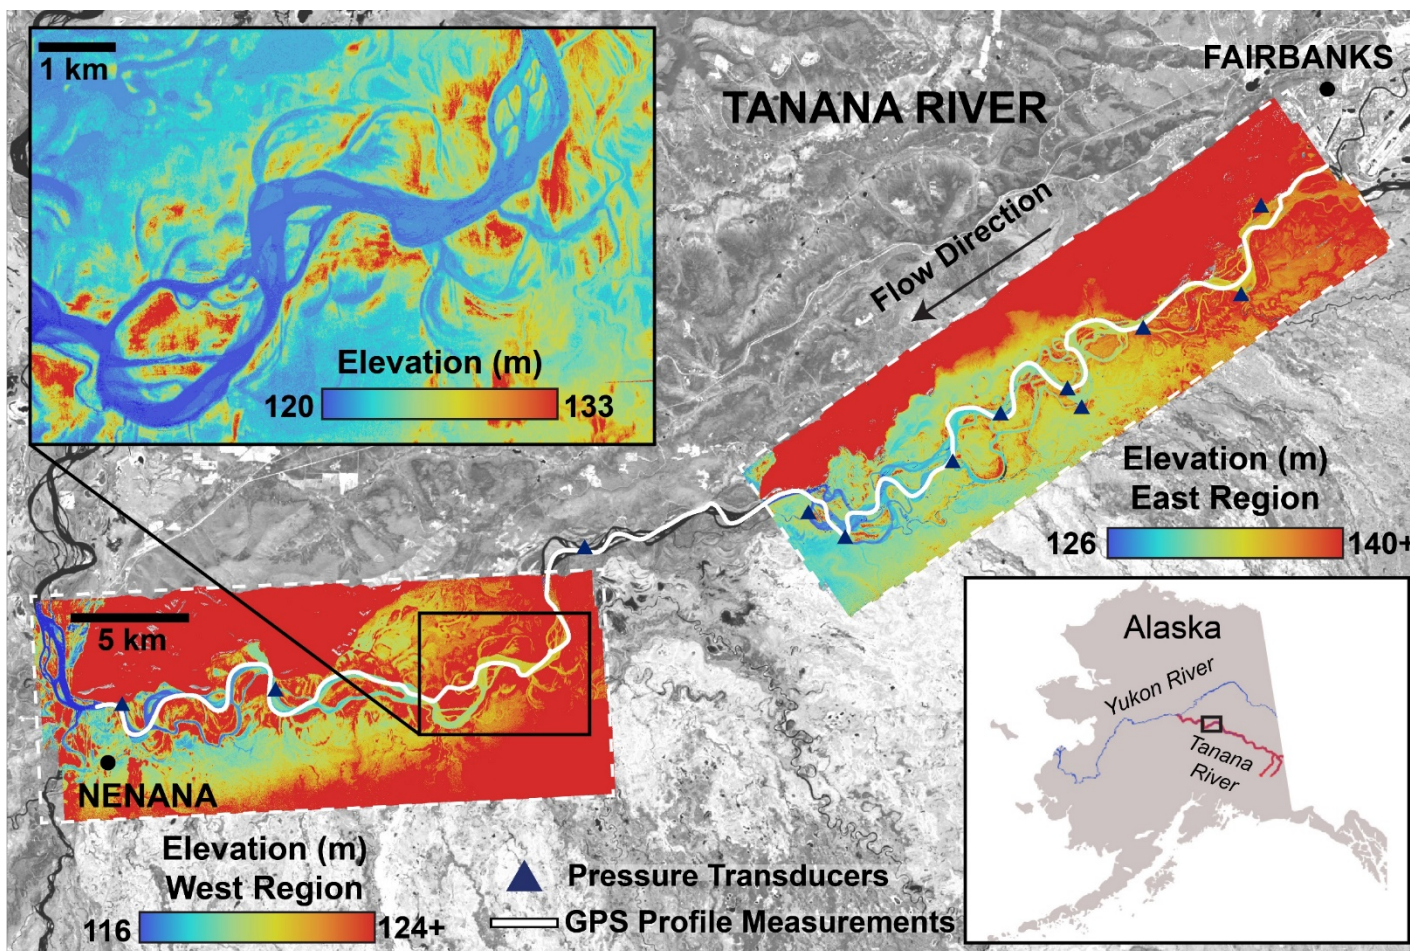 1 km
FAIRBANKS
TANANA RIVER
Flow Direction
Elevation (m)
120
133
Elevation (m)
East Region
126
140+
5 km
NENANA
Elevation (m)
West Region
116
124+
Pressure Transducers
GPS Profile Measurements
Alaska
Yukon River
Tanana
River